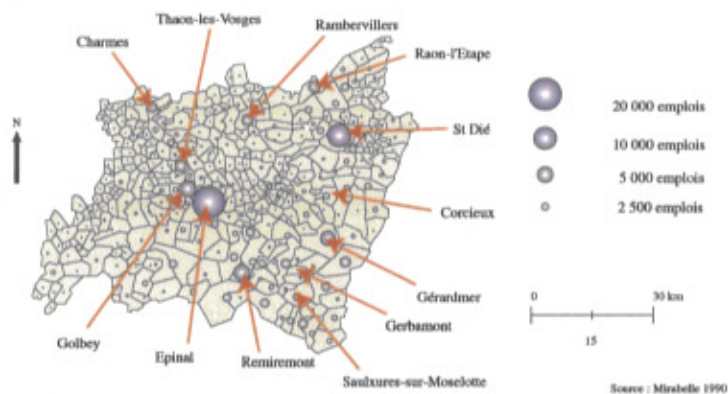 Thaon-les-Vosges
Rambervillers
Charmes
Raon-l'Etape
N
St Dié
Corcieux
Gérardmer
Gerbamont
Golbey
Epinal
Remiremont
Saulxures-sur-Moselotte
20 000 emplois
10 000 emplois
5 000 emplois
2 500 emplois
0 30 km
15
Source : Mirabelle 1990